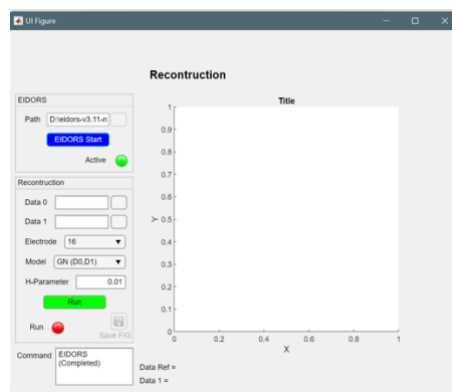 UI Figure
Recontruction
EIDORS
Path D:\eidors-v3.11-n
EIDORS Start
Active
Recontruction
Data 0
Data 1
Electrode 16
Model GN (D0,D1)
H-Parameter 0.01
Run
Run
Save FIG
Command EIDORS
(Completed)
Title
1
0.9
0.8
0.7
0.6
Y 0.5
0.4
0.3
0.2
0.1
0
0 0.2 0.4 0.6 0.8 1
X
Data Ref =
Data 1 =